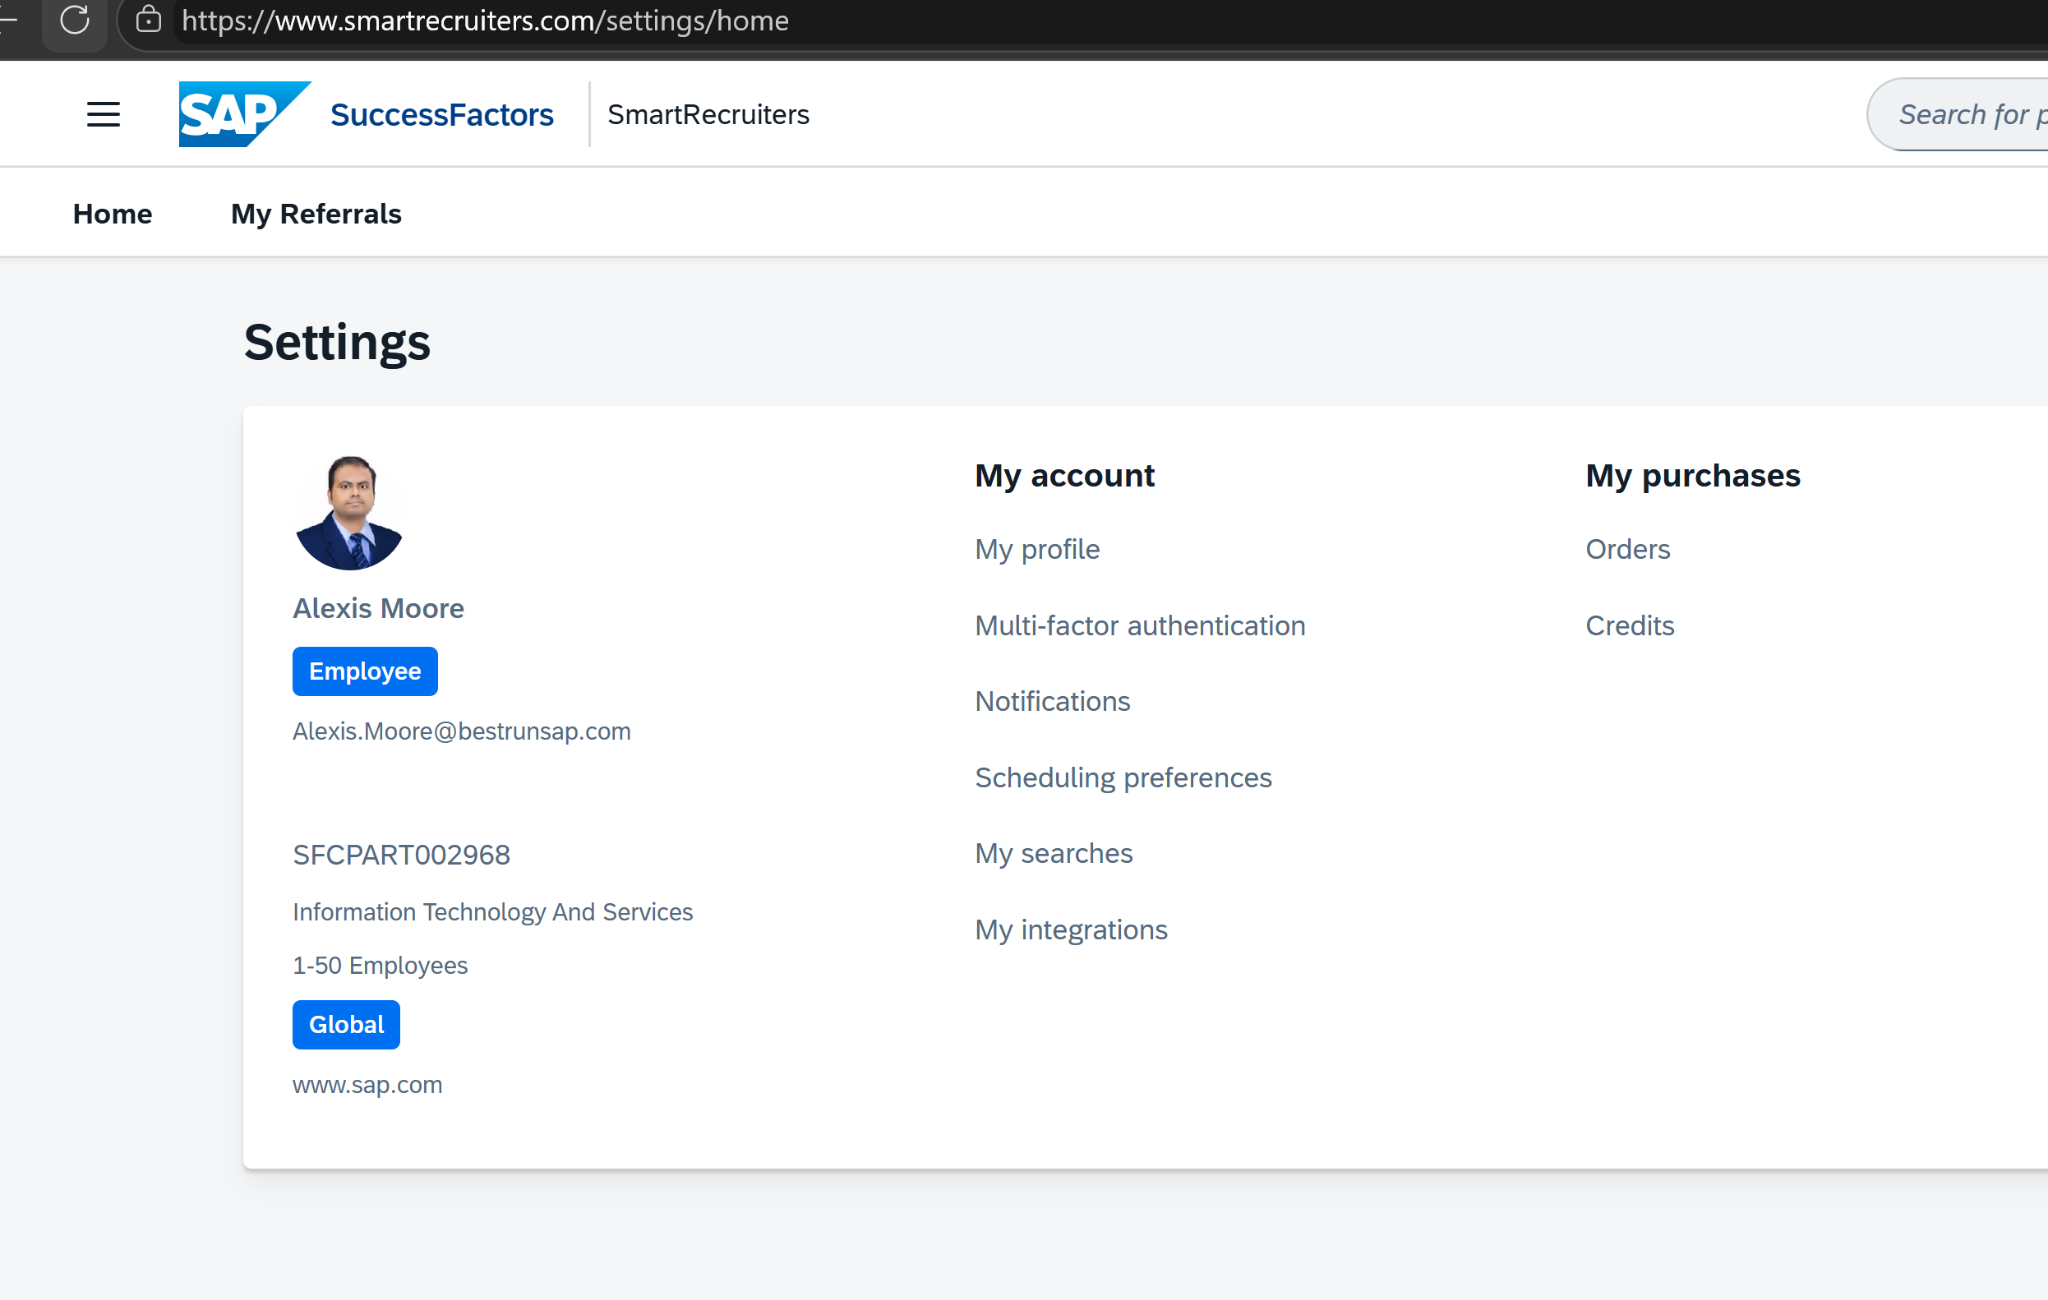 https://www.smartrecruiters.com/settings/home
SAP SuccessFactors SmartRecruiters
Search for
Home My Referrals
Settings
Alexis Moore
Employee
Alexis.Moore@bestrunsap.com
SFCPART002968
Information Technology And Services
1-50 Employees
Global
www.sap.com
My account
My profile
Multi-factor authentication
Notifications
Scheduling preferences
My searches
My integrations
My purchases
Orders
Credits